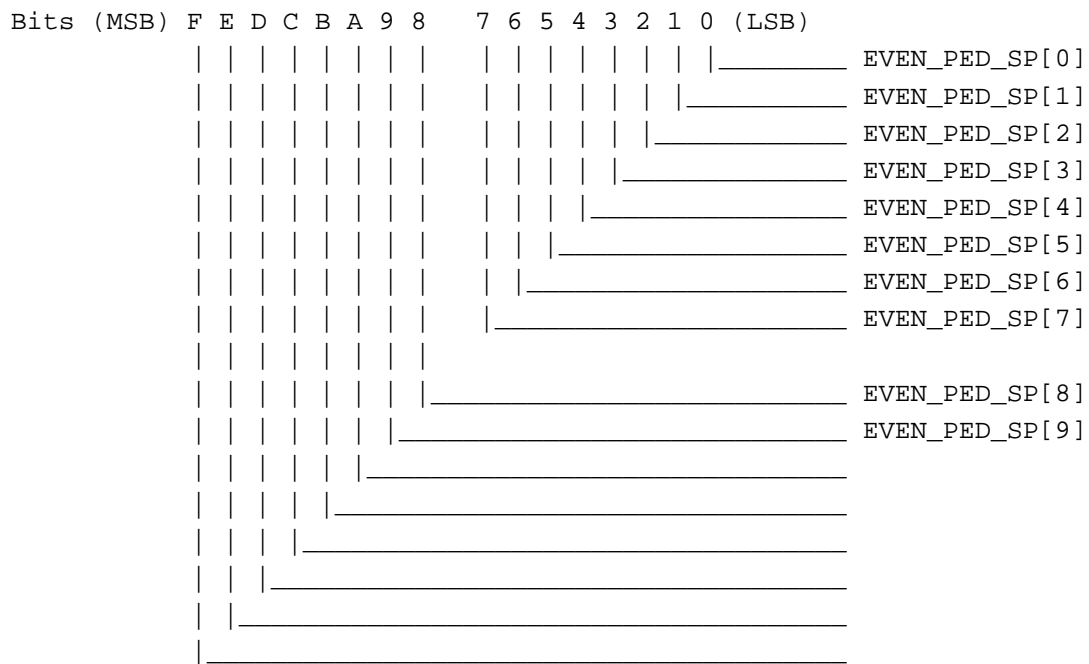 Bits (MSB) F E D C B A 9 8 7 6 5 4 3 2 1 0 (LSB)
EVEN_PED_SP[0]
EVEN_PED_SP[1]
EVEN_PED_SP[2]
EVEN_PED_SP[3]
EVEN_PED_SP[4]
EVEN_PED_SP[5]
EVEN_PED_SP[6]
EVEN_PED_SP[7]
EVEN_PED_SP[8]
EVEN_PED_SP[9]